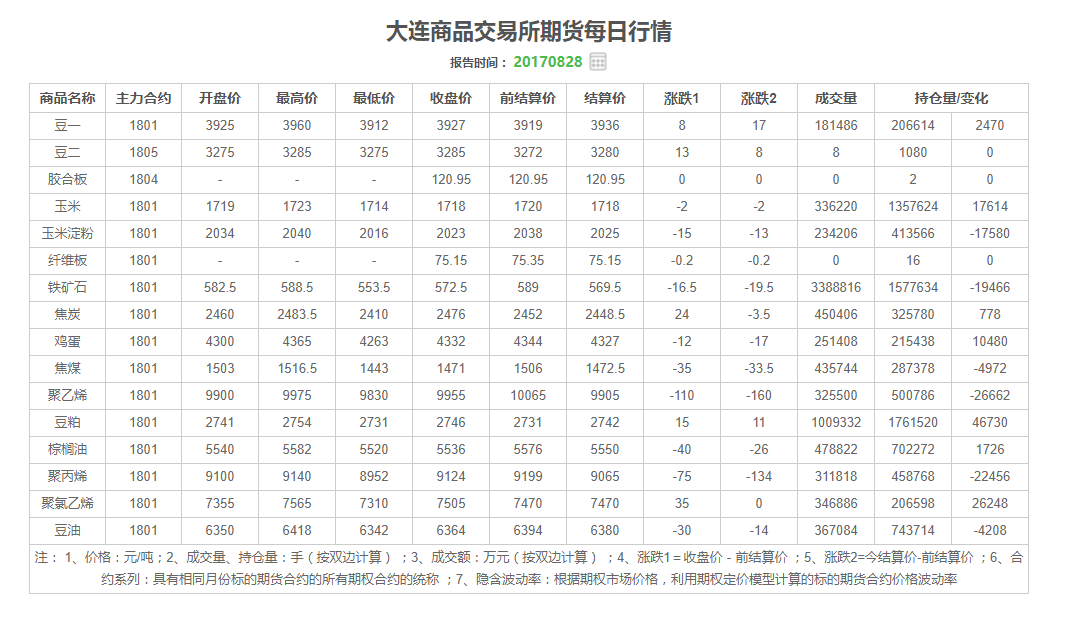 大连商品交易所期货每日行情
报告时间： 20170828
商品名称 主力合约 开盘价 最高价 最低价 收盘价 前结算价 结算价 涨跌1 涨跌2 成交量 持仓量/变化
豆一 1801 3925 3960 3912 3927 3919 3936 8 17 181486 206614 2470
豆二 1805 3275 3285 3275 3285 3272 3280 13 8 8 1080 0
胶合板 1804 - - - 120.95 120.95 120.95 0 0 0 2 0
玉米 1801 1719 1723 1714 1718 1720 1718 -2 -2 336220 1357624 17614
玉米淀粉 1801 2034 2040 2016 2023 2038 2025 -15 -13 234206 413566 -17580
纤维板 1801 - - - 75.15 75.35 75.15 -0.2 -0.2 0 16 0
铁矿石 1801 582.5 588.5 553.5 572.5 589 569.5 -16.5 -19.5 3388816 1577634 -19466
焦炭 1801 2460 2483.5 2410 2476 2452 2448.5 24 -3.5 450406 325780 778
鸡蛋 1801 4300 4365 4263 4332 4344 4327 -12 -17 251408 215438 10480
焦煤 1801 1503 1516.5 1443 1471 1506 1472.5 -35 -33.5 435744 287378 -4972
聚乙烯 1801 9900 9975 9830 9955 10065 9905 -110 -160 325500 500786 -26662
豆粕 1801 2741 2754 2731 2746 2731 2742 15 11 1009332 1761520 46730
棕榈油 1801 5540 5582 5520 5536 5576 5550 -40 -26 478822 702272 1726
聚丙烯 1801 9100 9140 8952 9124 9199 9065 -75 -134 311818 458768 -22456
聚氯乙烯 1801 7355 7565 7310 7505 7470 7470 35 0 346886 206598 26248
豆油 1801 6350 6418 6342 6364 6394 6380 -30 -14 367084 743714 -4208
注： 1、价格：元/吨；2、成交量、持仓量：手（按双边计算） ；3、成交额：万元（按双边计算） ；4、涨跌1＝收盘价－前结算价 ；5、涨跌2=今结算价-前结算价 ；6、合
约系列：具有相同月份标的期货合约的所有期权合约的统称 ；7、隐含波动率：根据期权市场价格，利用期权定价模型计算的标的期货合约价格波动率